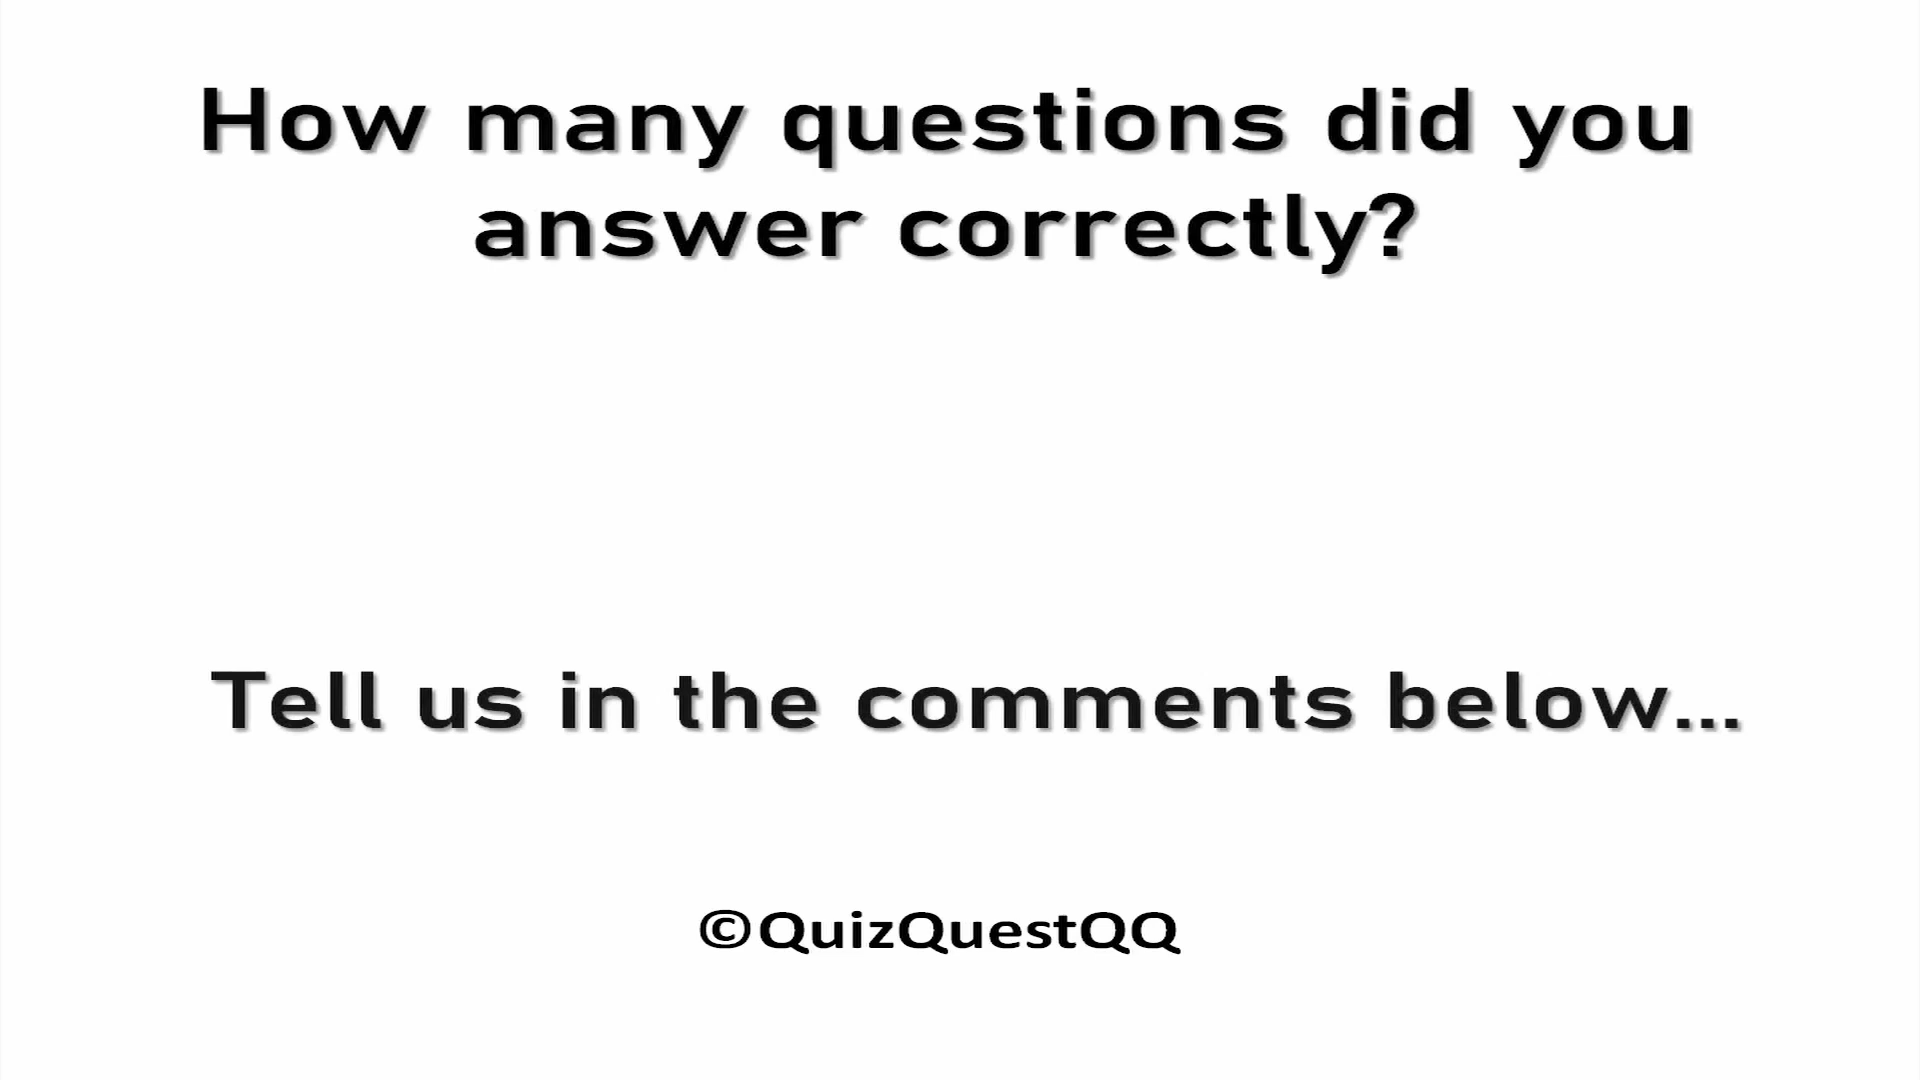 How many questions did you
answer correctly?
Tell us in the comments below...
©QuizQuestQQ